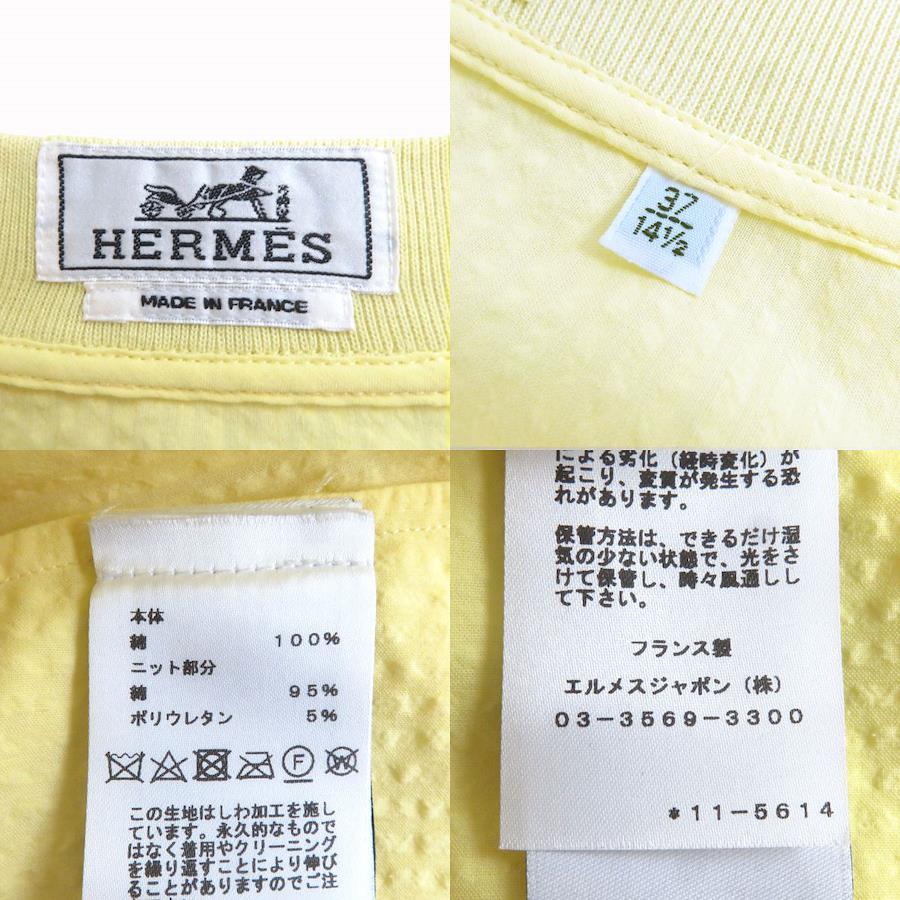 HERMĒS
MADE IN FRANCE
37
14½
本体
綿 100%
ニット部分
綿 95%
ポリウレタン 5%
F
W
この生地はしわ加工を施し
ています。永久的なもので
はなく着用やクリーニング
を繰り返すことにより伸び
ることがありますのでご注
による劣化（経時変化）が
起こり、変質が発生する恐
れがあります。
保管方法は、できるだけ湿
気の少ない状態で、光をさ
けて保管し、時々風通しし
て下さい。
フランス製
エルメスジャポン（株）
03-3569-3300
*11-5614